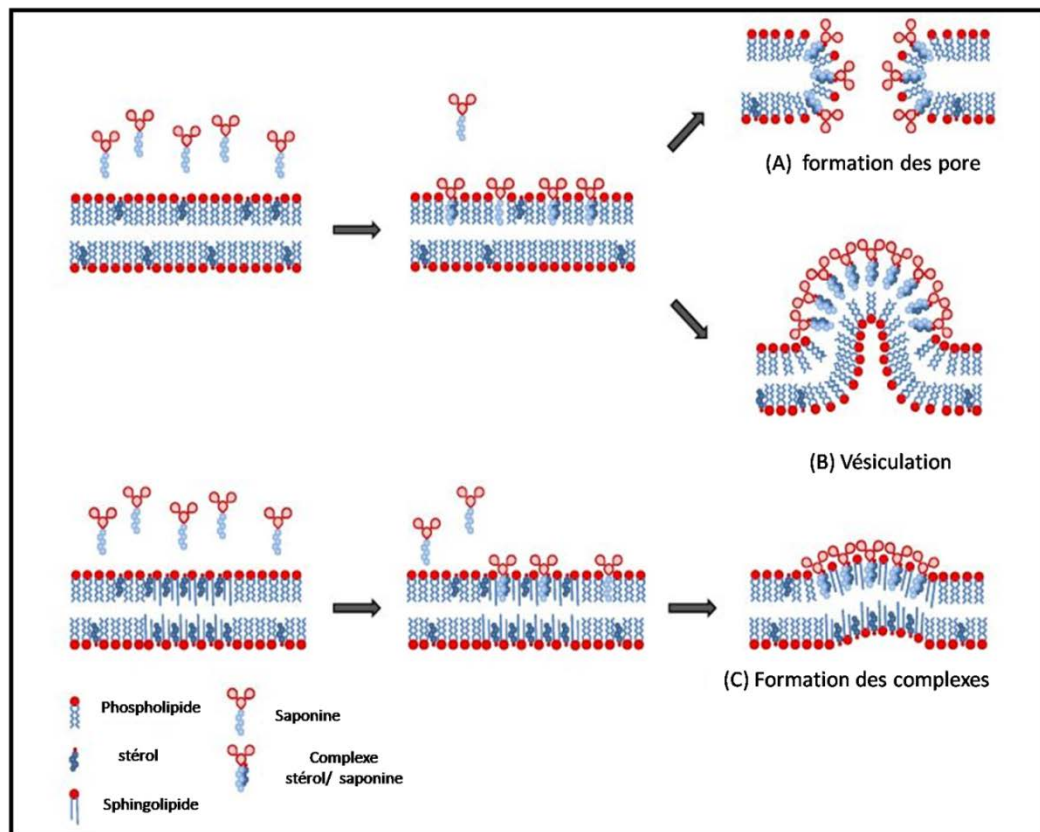 (A) formation des pore
(B) Vésiculation
(C) Formation des complexes
Phospholipide
Saponine
stérol
Complexe
stérol/ saponine
Sphingolipide